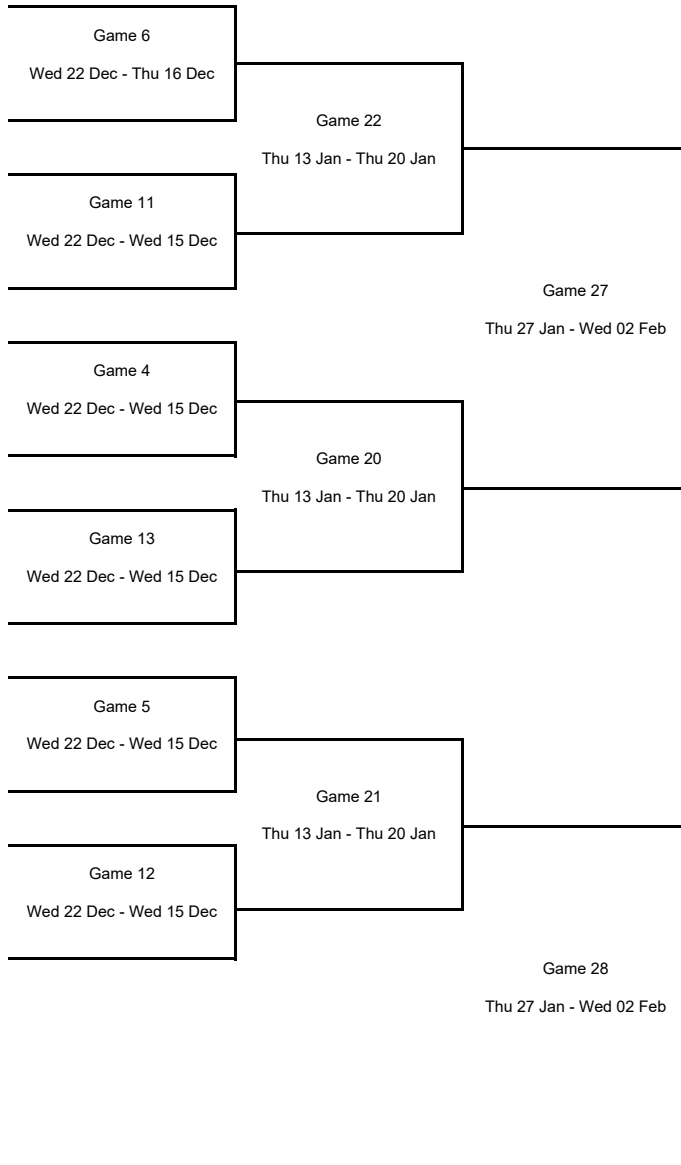 Game 6
Wed 22 Dec - Thu 16 Dec
Game 22
Thu 13 Jan - Thu 20 Jan
Game 11
Wed 22 Dec - Wed 15 Dec
Game 27
Thu 27 Jan - Wed 02 Feb
Game 4
Wed 22 Dec - Wed 15 Dec
Game 20
Thu 13 Jan - Thu 20 Jan
Game 13
Wed 22 Dec - Wed 15 Dec
Game 5
Wed 22 Dec - Wed 15 Dec
Game 21
Thu 13 Jan - Thu 20 Jan
Game 12
Wed 22 Dec - Wed 15 Dec
Game 28
Thu 27 Jan - Wed 02 Feb